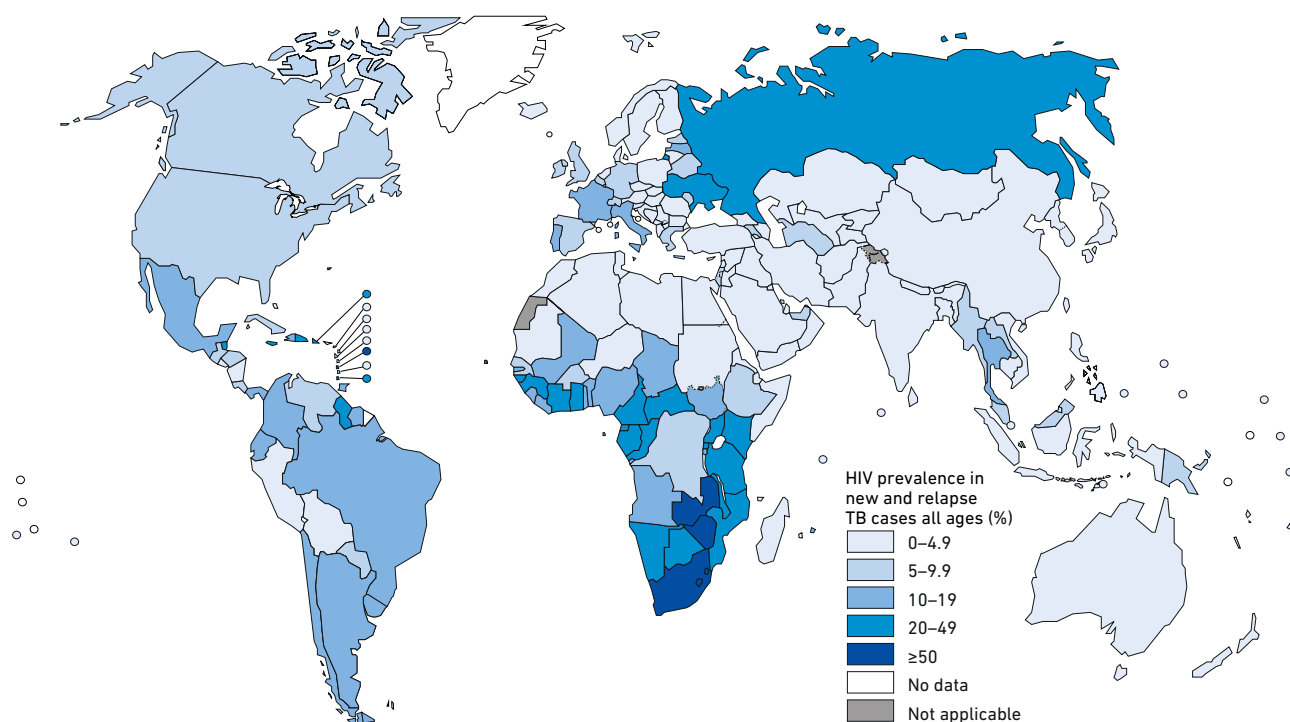 HIV prevalence in
new and relapse
TB cases all ages (%)
0–4.9
5–9.9
10–19
20–49
≥50
No data
Not applicable